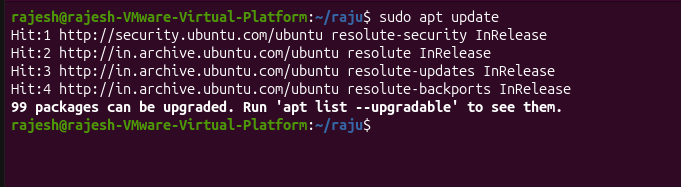 rajesh@rajesh-VMware-Virtual-Platform:~/raju$ sudo apt update
Hit:1 http://security.ubuntu.com/ubuntu resolute-security InRelease
Hit:2 http://in.archive.ubuntu.com/ubuntu resolute InRelease
Hit:3 http://in.archive.ubuntu.com/ubuntu resolute-updates InRelease
Hit:4 http://in.archive.ubuntu.com/ubuntu resolute-backports InRelease
99 packages can be upgraded. Run 'apt list --upgradable' to see them.
rajesh@rajesh-VMware-Virtual-Platform:~/raju$